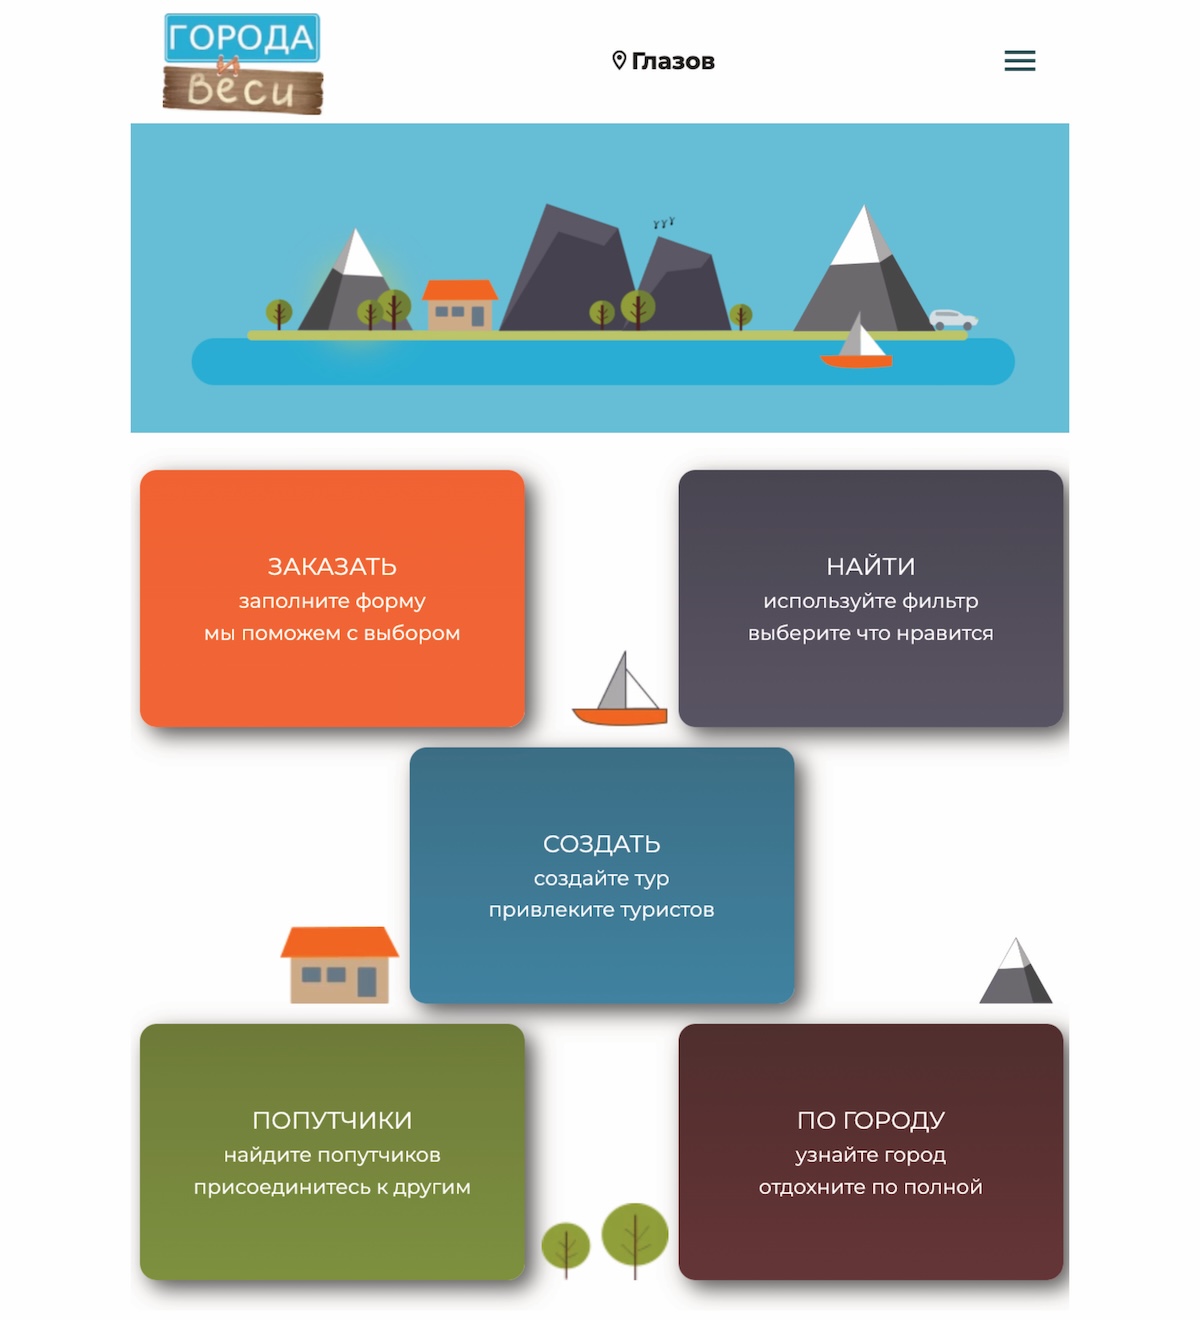 ГОРОДА
и
Веси
Глазов
ЗАКАЗАТЬ
заполните форму
мы поможем с выбором
НАЙТИ
используйте фильтр
выберите что нравится
СОЗДАТЬ
создайте тур
привлеките туристов
ПОПУТЧИКИ
найдите попутчиков
присоединитесь к другим
ПО ГОРОДУ
узнайте город
отдохните по полной